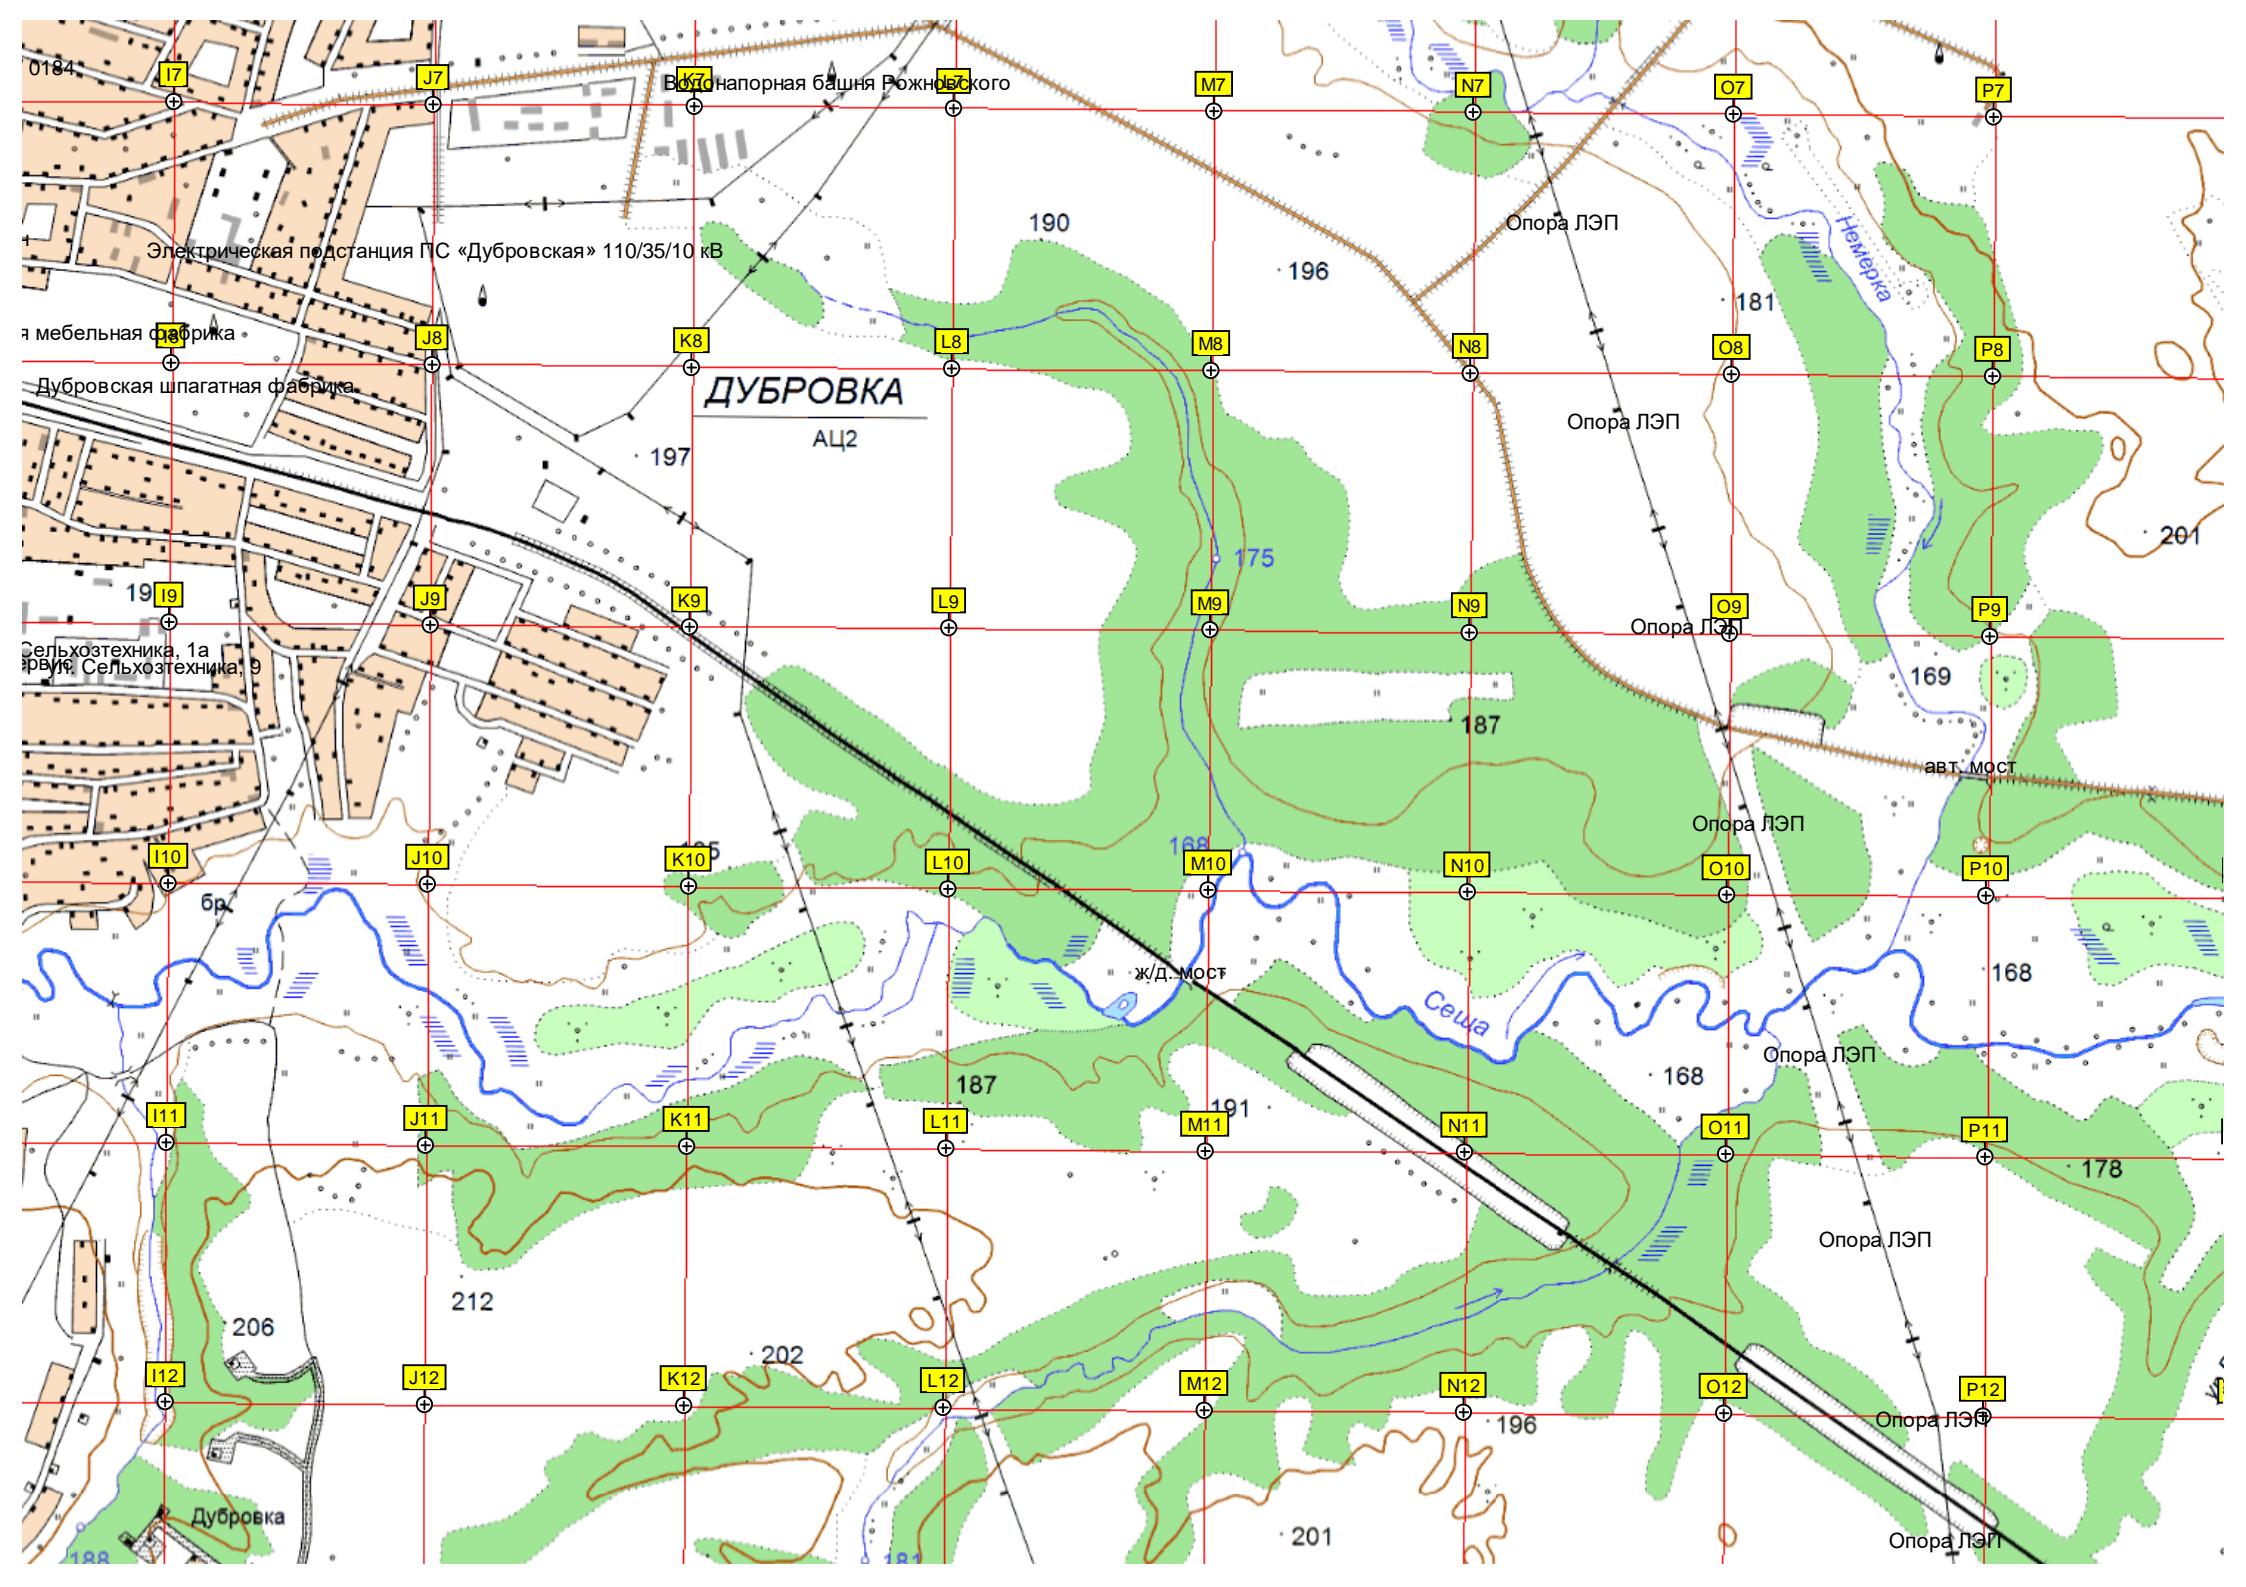 0184
I7
J7
K7
Водонапорная башня Рожновского
L7
M7
N7
O7
P7
190
Опора ЛЭП
Немерка
Электрическая подстанция ПС «Дубровская» 110/35/10 кВ
196
181
я мебельная фабрика
I8
J8
K8
L8
M8
N8
O8
P8
Дубровская шпагатная фабрика
ДУБРОВКА
АЦ2
Опора ЛЭП
197
201
175
19
I9
J9
K9
L9
M9
N9
O9
P9
Опора ЛЭП
Сельхозтехника, 1а
ервис
ул. Сельхозтехника, 9
169
187
авт. мост
Опора ЛЭП
168
I10
J10
K10
L10
M10
N10
O10
P10
бр.
ж/д. мост
168
Сеша
Опора ЛЭП
187
168
191
I11
J11
K11
L11
M11
N11
O11
P11
178
Опора ЛЭП
212
206
202
I12
J12
K12
L12
M12
N12
O12
P12
196
Опора ЛЭП
Дубровка
201
Опора ЛЭП
188
181